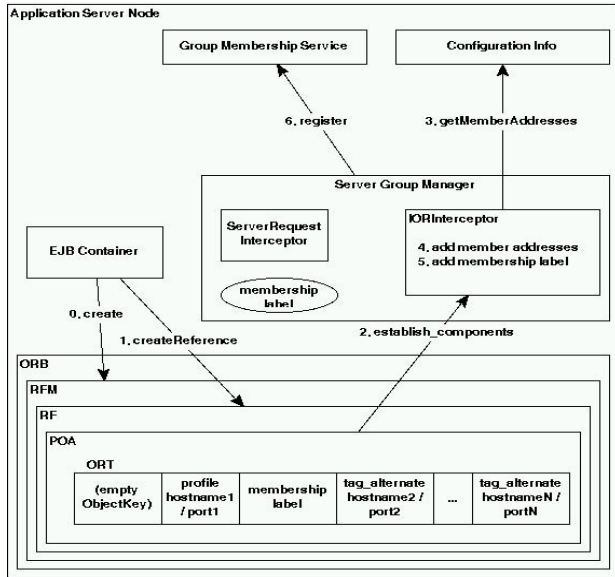 Application Server Node
Group Membership Service
Configuration Info
6. register
3. getMemberAddresses
Server Group Manager
ServerRequest
Interceptor
IORInterceptor
4. add member addresses
5. add membership label
EJB Container
membership
label
0. create
1. createReference
2. establish_components
ORB
RFM
RF
POA
ORT
(empty
ObjectKey)
profile
hostname1
/ port1
membership
label
tag_alternate
hostname2 /
port2
...
tag_alternate
hostnameN /
portN